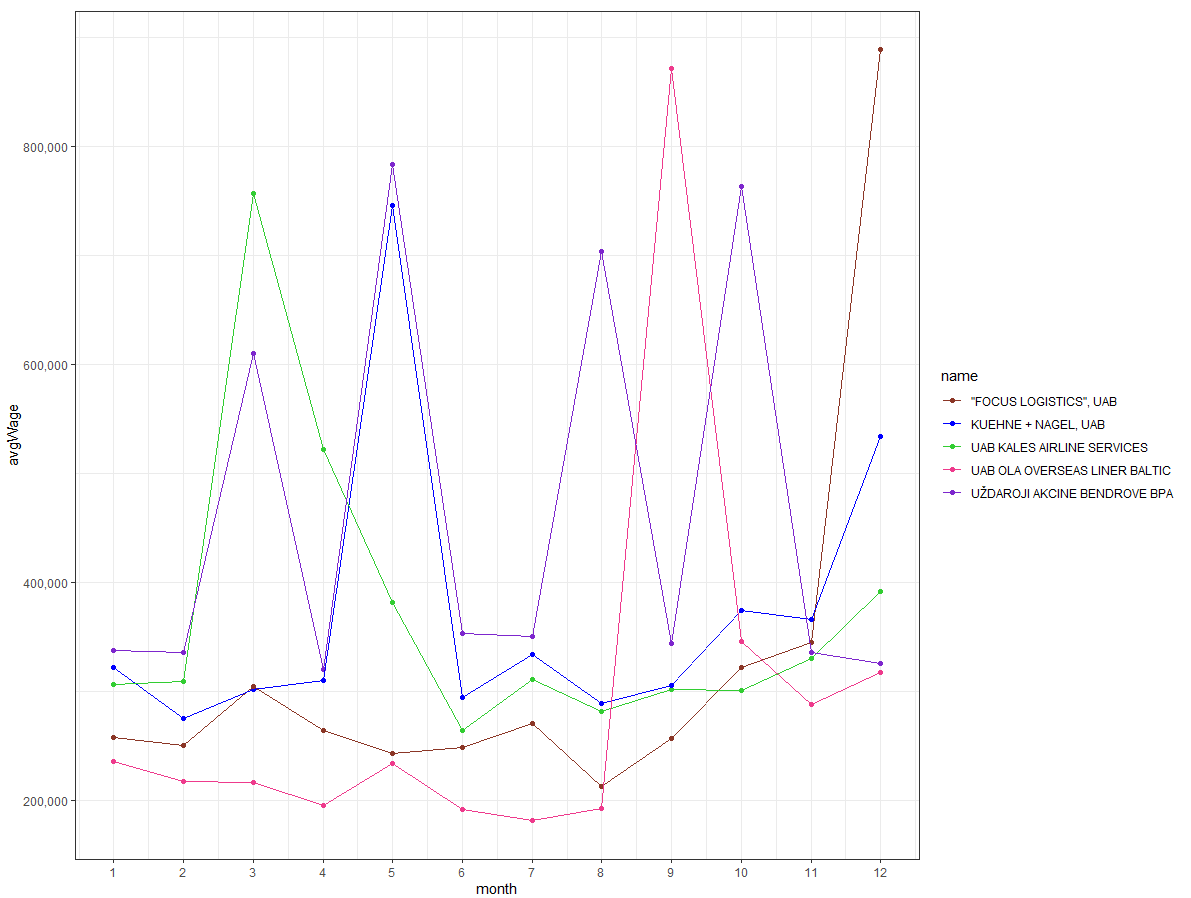 800,000
600,000
400,000
200,000
avgWage
1 2 3 4 5 6 7 8 9 10 11 12
month
name
"FOCUS LOGISTICS", UAB
KUEHNE + NAGEL, UAB
UAB KALES AIRLINE SERVICES
UAB OLA OVERSEAS LINER BALTIC
UŽDAROJI AKCINE BENDROVE BPA